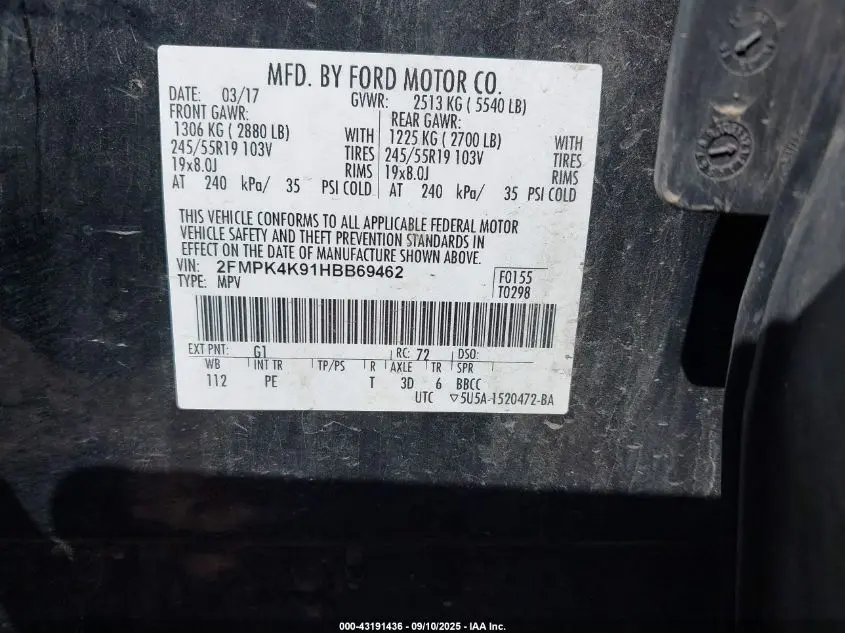 MFD. BY FORD MOTOR CO.
DATE: 03/17 GVWR: 2513 KG ( 5540 LB)
FRONT GAWR: REAR GAWR:
1306 KG ( 2880 LB) WITH 1225 KG ( 2700 LB) WITH
245/55R19 103V TIRES 245/55R19 103V TIRES
19x8.0J RIMS 19x8.0J RIMS
AT 240 kPa/ 35 PSI COLD AT 240 kPa/ 35 PSI COLD
THIS VEHICLE CONFORMS TO ALL APPLICABLE FEDERAL MOTOR
VEHICLE SAFETY AND THEFT PREVENTION STANDARDS IN
EFFECT ON THE DATE OF MANUFACTURE SHOWN ABOVE.
VIN: 2FMPK4K91HBB69462
TYPE: MPV
F0155
T0298
EXT PNT: G1 RC: 72 DSO:
WB INT TR TP/PS R AXLE TR SPR
112 PE T 3D 6 BBCC
UTC ▽5U5A-1520472-BA
000-43191436 - 09/10/2025 - IAA Inc.